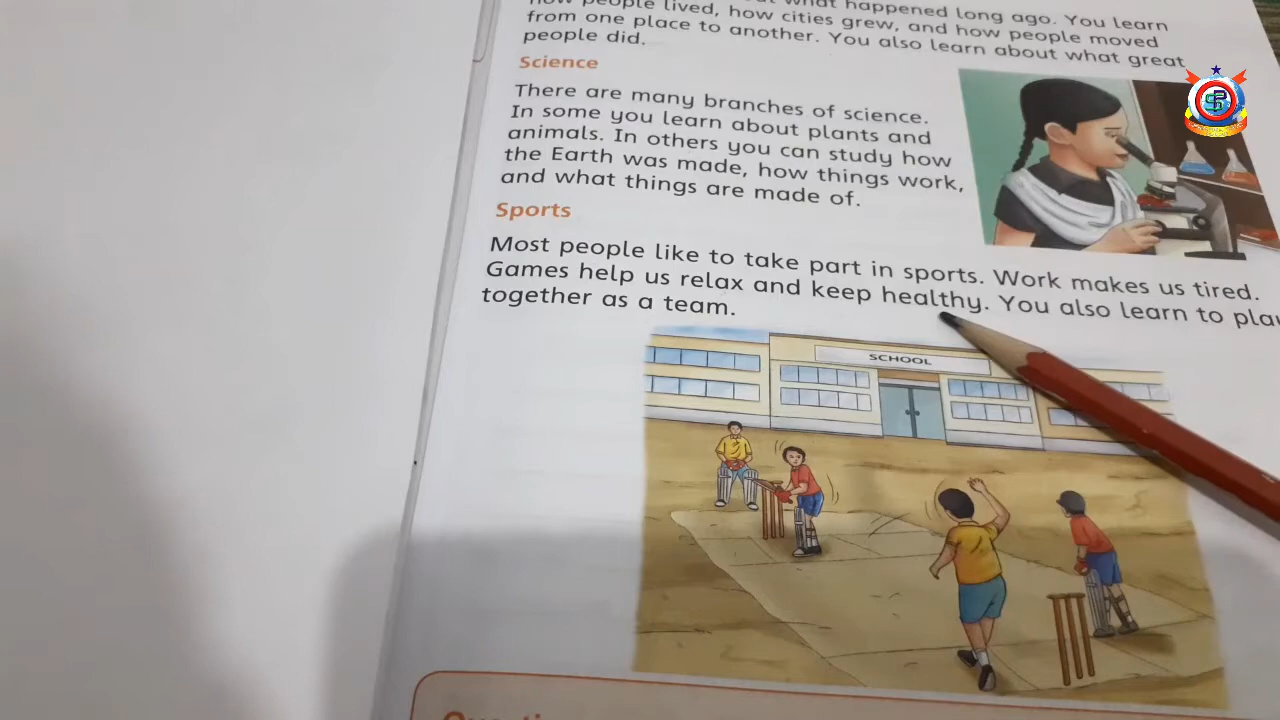 what happened long ago. You learn
how people lived, how cities grew, and how people moved
from one place to another. You also learn about what great
people did.
Science
There are many branches of science.
In some you learn about plants and
animals. In others you can study how
the Earth was made, how things work,
and what things are made of.
Sports
Most people like to take part in sports. Work makes us tired.
Games help us relax and keep healthy. You also learn to play
together as a team.
SCHOOL